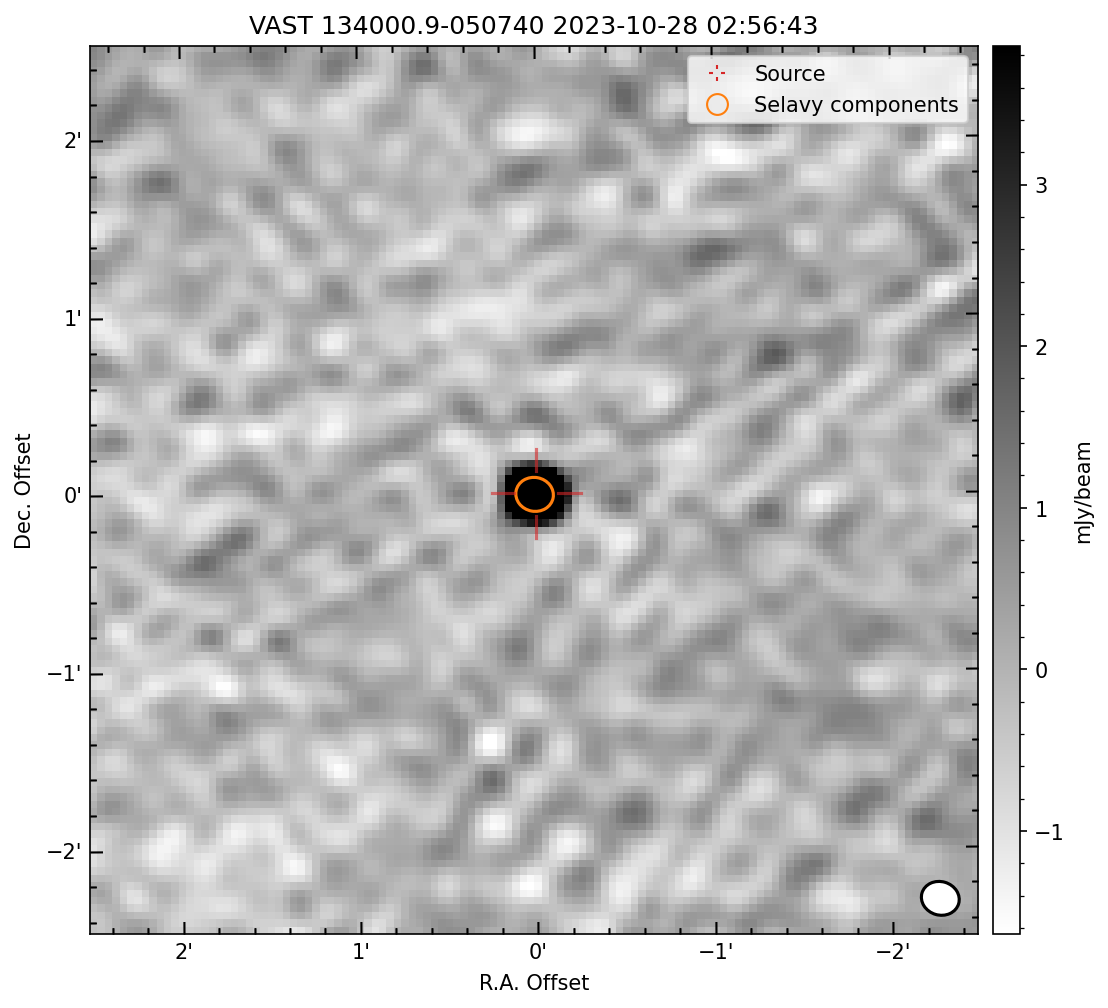 VAST 134000.9-050740 2023-10-28 02:56:43
Source
Selavy components
2'
1'
0'
−1'
−2'
Dec. Offset
2'
1'
0'
−1'
−2'
R.A. Offset
3
2
1
0
−1
mJy/beam